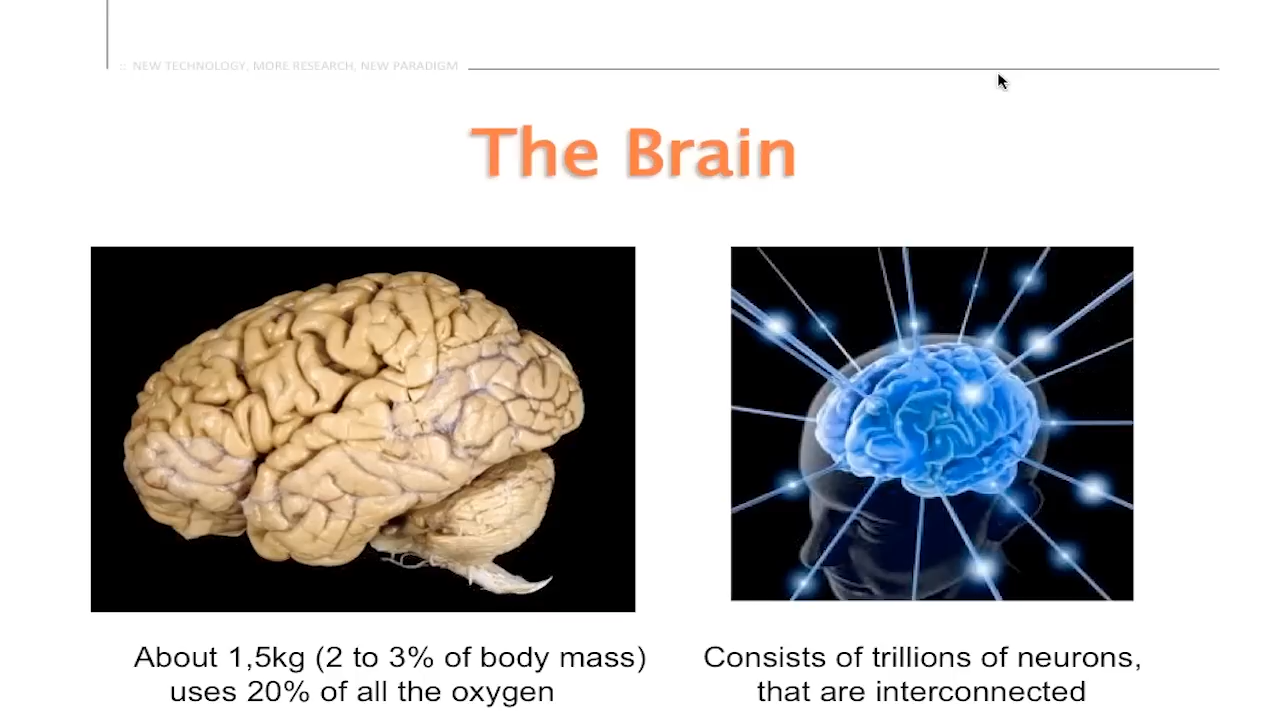 :: NEW TECHNOLOGY, MORE RESEARCH, NEW PARADIGM
The Brain
About 1,5kg (2 to 3% of body mass)
uses 20% of all the oxygen
Consists of trillions of neurons,
that are interconnected